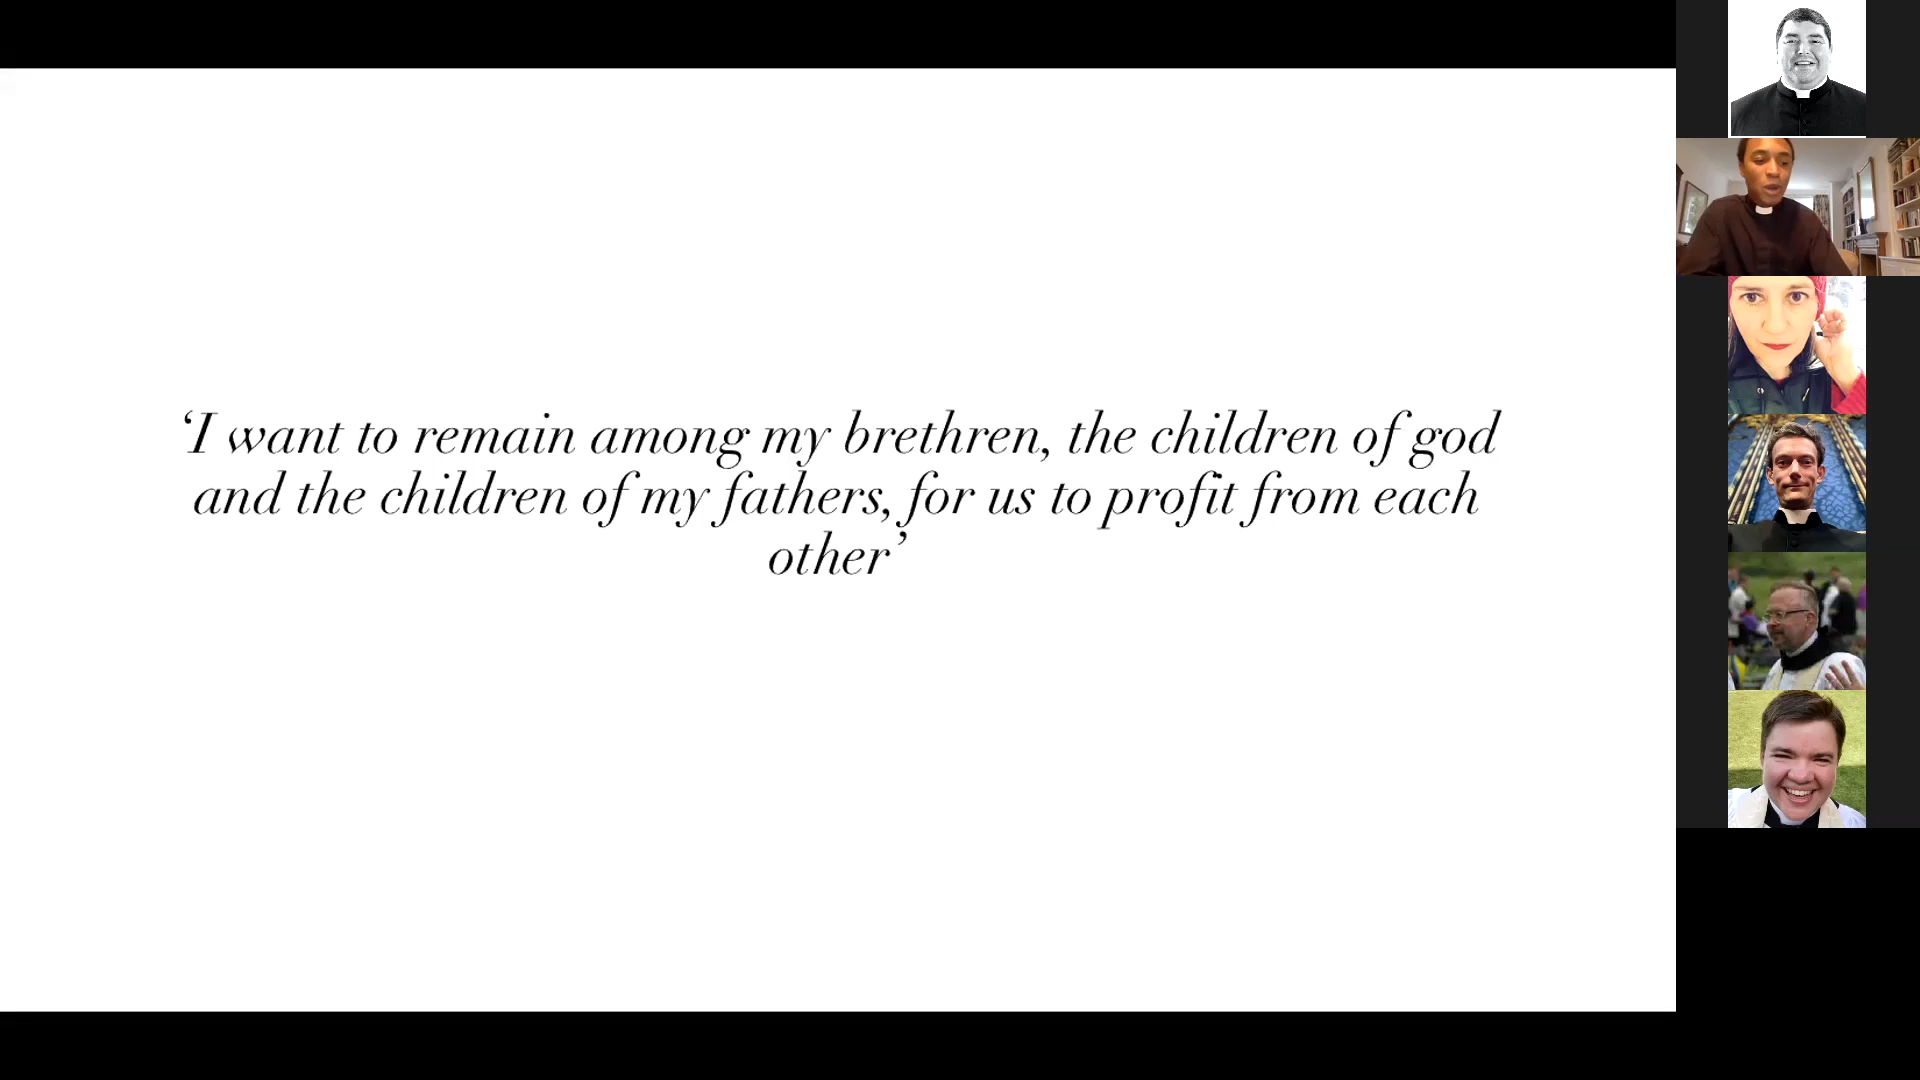 ‘I want to remain among my brethren, the children of god
and the children of my fathers, for us to profit from each
other’